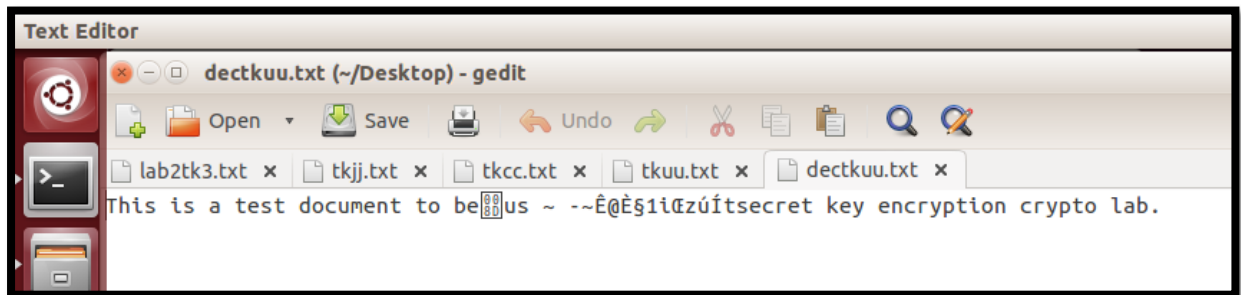 Text Editor
dectkuu.txt (~/Desktop) - gedit
Open Save Undo
lab2tk3.txt tkjj.txt tkcc.txt tkuu.txt dectkuu.txt
This is a test document to be us ~ -~Ê@È§1iŒzúÍtsecret key encryption crypto lab.